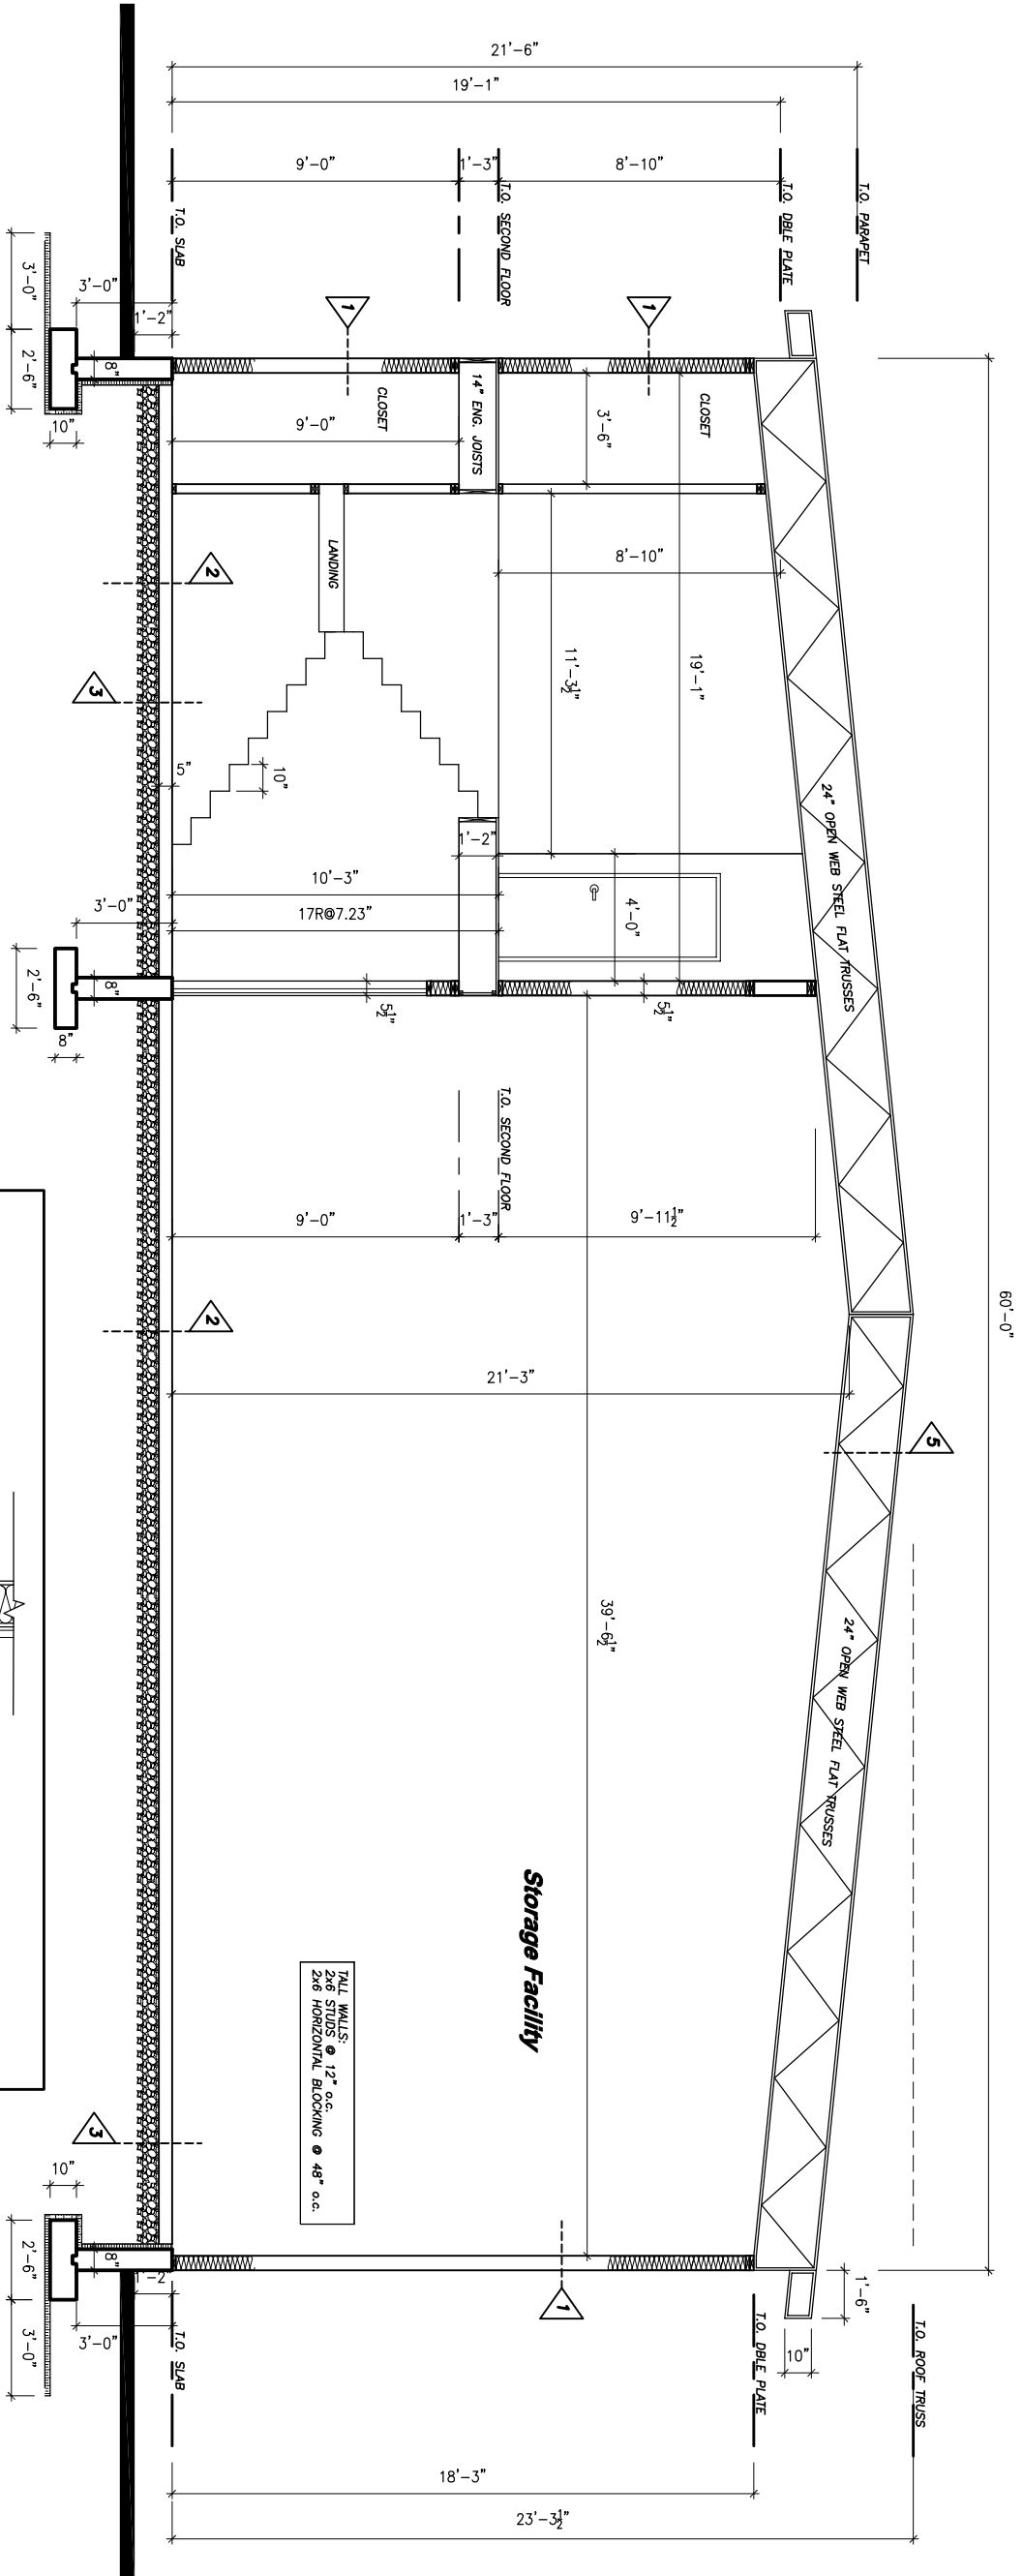 21'-6"
19'-1"
9'-0"
1'-3"
8'-10"
T.O. SLAB
T.O. SECOND FLOOR
T.O. DBLE PLATE
T.O. PARAPET
3'-0"
1'-2"
3'-0"
2'-6"
8"
10"
1
1
CLOSET
9'-0"
14" ENG. JOISTS
3'-6"
CLOSET
LANDING
2
3
8'-10"
11'-3½"
19'-1"
5"
10"
1'-2"
10'-3"
17R@7.23"
4'-0"
3'-0"
2'-6"
8"
8"
5½"
5½"
24" OPEN WEB STEEL FLAT TRUSSES
T.O. SECOND FLOOR
9'-0"
1'-3"
9'-11½"
60'-0"
2
21'-3"
5
39'-6½"
24" OPEN WEB STEEL FLAT TRUSSES
Storage Facility
TALL WALLS:
2x6 STUDS @ 12" o.c.
2x6 HORIZONTAL BLOCKING @ 48" o.c.
3
10"
2'-6"
8"
1'-2"
3'-0"
3'-0"
1
1'-6"
10"
T.O. SLAB
T.O. DBLE PLATE
T.O. ROOF TRUSS
18'-3"
23'-3½"